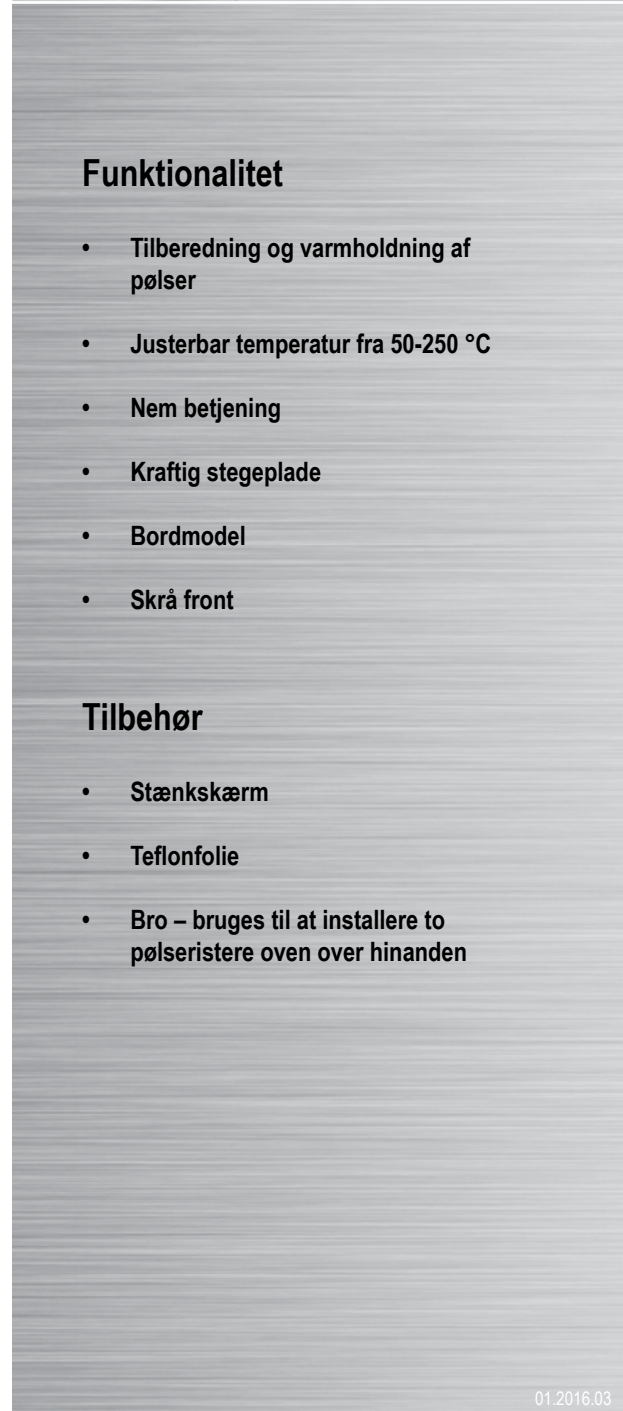 Funktionalitet
• Tilberedning og varmholdning af
pølser
• Justerbar temperatur fra 50-250 °C
• Nem betjening
• Kraftig stegeplade
• Bordmodel
• Skrå front
Tilbehør
• Stænkskærm
• Teflonfolie
• Bro – bruges til at installere to
pølseristere oven over hinanden
01.2016.03